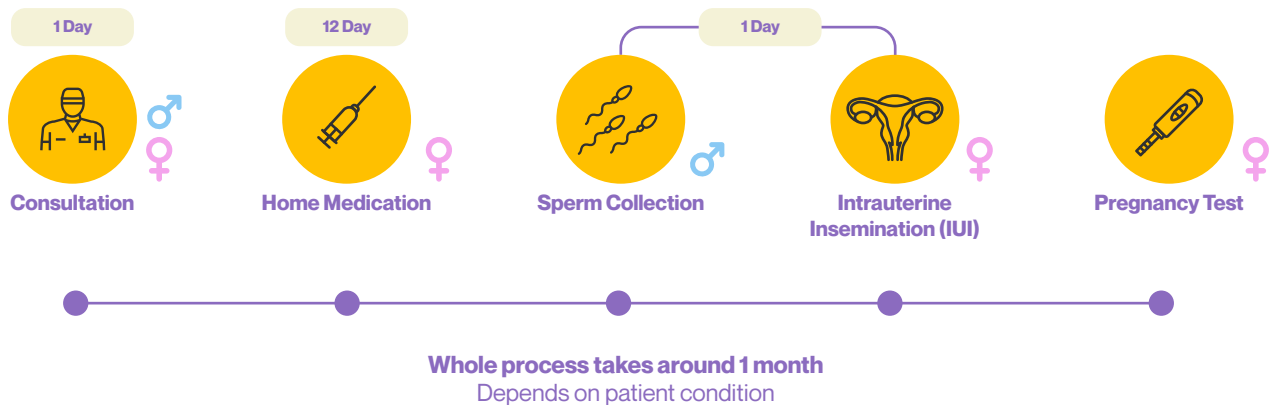 1 Day
12 Day
1 Day
Consultation
Home Medication
Sperm Collection
Intrauterine
Insemination (IUI)
Pregnancy Test
Whole process takes around 1 month
Depends on patient condition